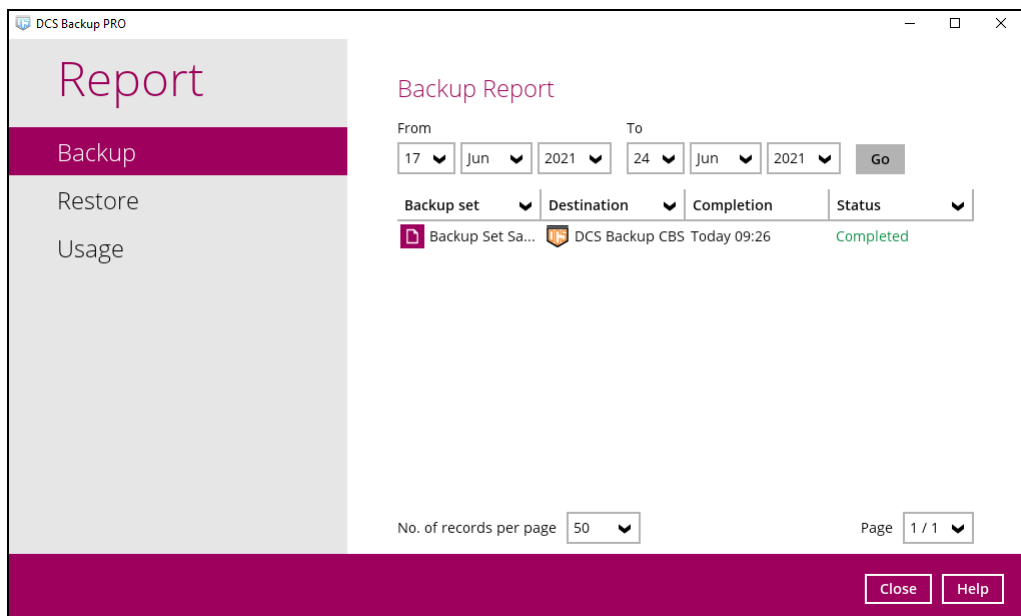 DCS Backup PRO
Report
Backup
Restore
Usage
Backup Report
From To
17 Jun 2021 24 Jun 2021 Go
Backup set Destination Completion Status
Backup Set Sa... DCS Backup CBS Today 09:26 Completed
No. of records per page 50 Page 1 / 1
Close Help